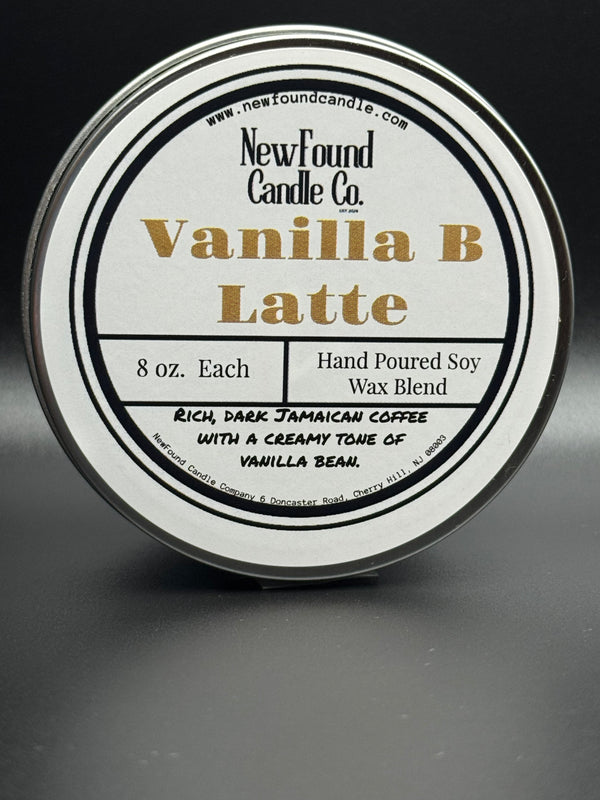 www.newfoundcandle.com
NewFound
Candle Co.
Vanilla B
Latte
8 oz. Each
Hand Poured Soy
Wax Blend
Rich, dark Jamaican coffee
with a creamy tone of
vanilla bean.
NewFound Candle Company 6 Doncaster Road, Cherry Hill, NJ 08003